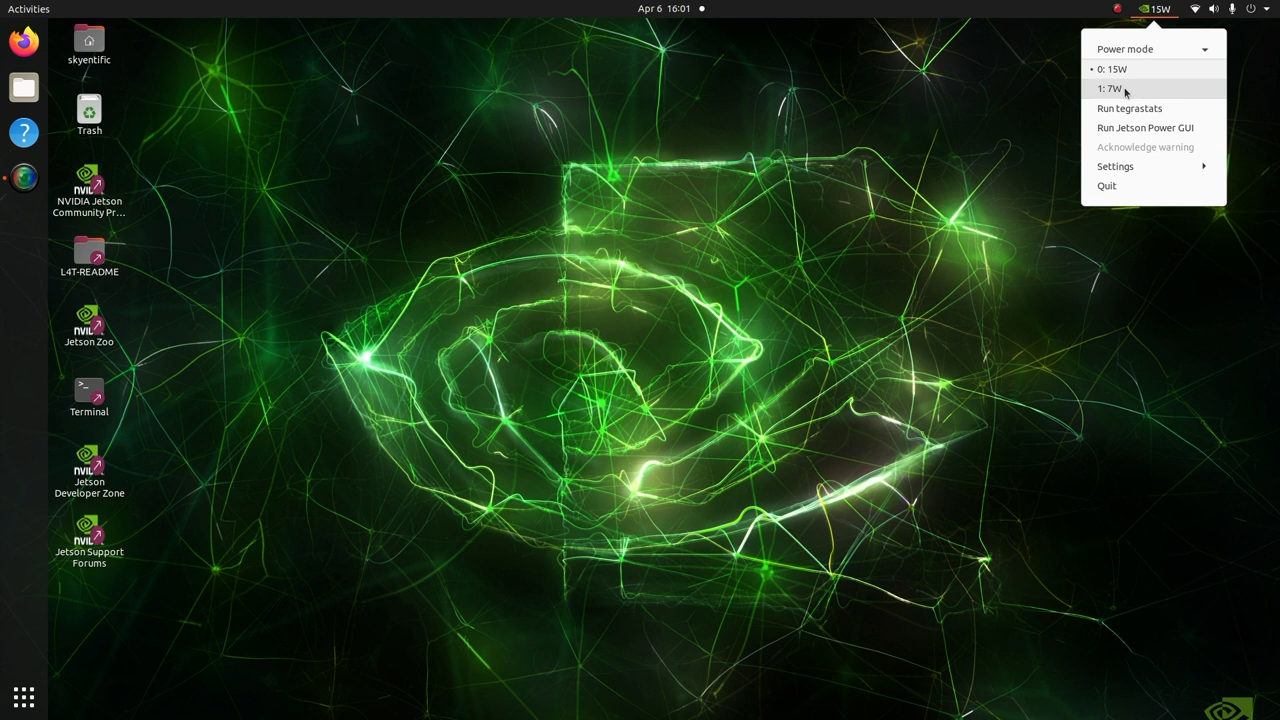 Activities
Apr 6 16:01
15W
skyentific
Trash
NVIDIA Jetson
Community Pr…
L4T-README
Jetson Zoo
>_
Terminal
Jetson
Developer Zone
Jetson Support
Forums
Power mode
• 0: 15W
1: 7W
Run tegrastats
Run Jetson Power GUI
Acknowledge warning
Settings
Quit